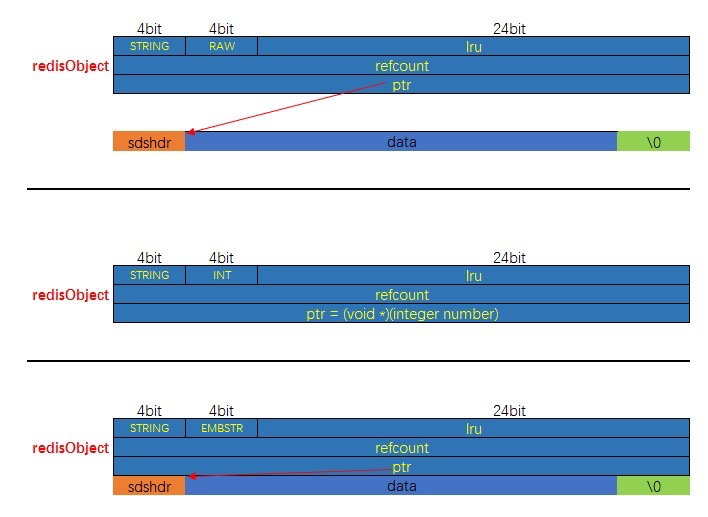 4bit 4bit 24bit
STRING RAW lru
redisObject refcount
ptr
sdshdr data \0
4bit 4bit 24bit
STRING INT lru
redisObject refcount
ptr = (void *)(integer number)
4bit 4bit 24bit
STRING EMBSTR lru
redisObject refcount
ptr
sdshdr data \0